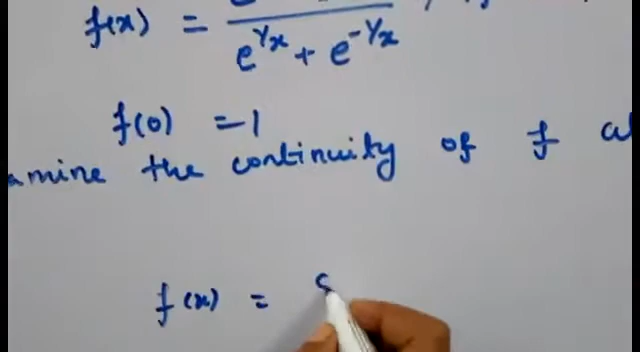 f(x) =
e^{1/x} + e^{-1/x}
f(0) = 1
amine the continuity of f a
f(x) =